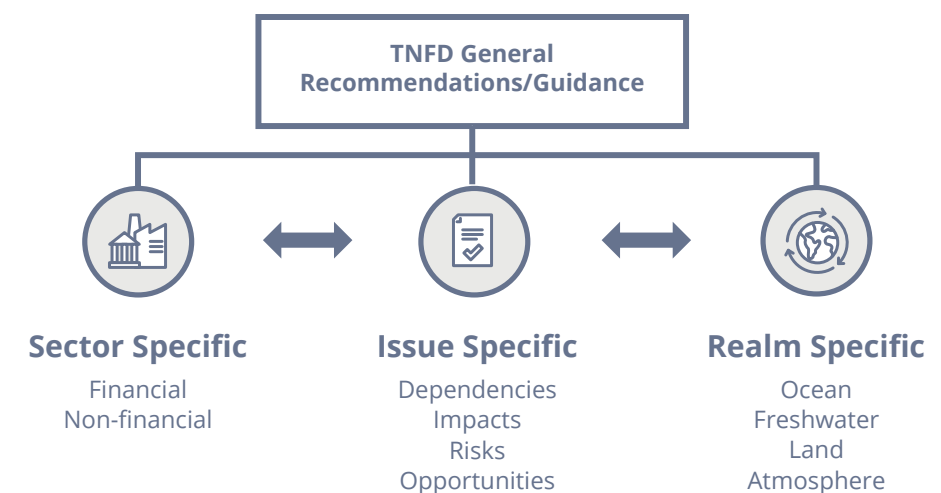 TNFD General
Recommendations/Guidance
Sector Specific
Financial
Non-financial
Issue Specific
Dependencies
Impacts
Risks
Opportunities
Realm Specific
Ocean
Freshwater
Land
Atmosphere